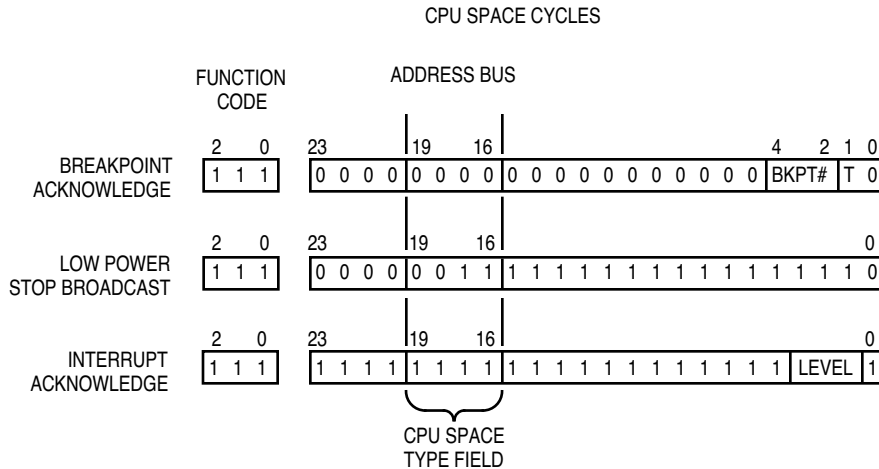 CPU SPACE CYCLES
FUNCTION
CODE
ADDRESS BUS
2 0 23 19 16 4 2 1 0
BREAKPOINT
ACKNOWLEDGE
1 1 1 0 0 0 0 0 0 0 0 0 0 0 0 0 0 0 0 0 0 0 BKPT# T 0
2 0 23 19 16 0
LOW POWER
STOP BROADCAST
1 1 1 0 0 0 0 0 0 1 1 1 1 1 1 1 1 1 1 1 1 1 1 1 1 1 0
2 0 23 19 16 0
INTERRUPT
ACKNOWLEDGE
1 1 1 1 1 1 1 1 1 1 1 1 1 1 1 1 1 1 1 1 1 1 1 LEVEL 1
CPU SPACE
TYPE FIELD